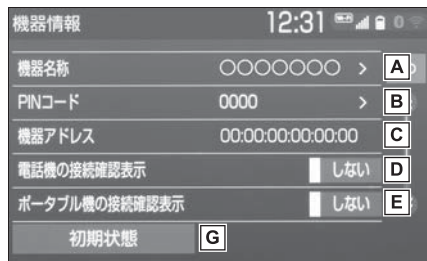 機器情報 12:31 Wi-Fi 0
機器名称 ○○○○○○○ > A
PINコード 0000 > B
機器アドレス 00:00:00:00:00:00 C
電話機の接続確認表示 しない D
ポータブル機の接続確認表示 しない E
初期状態 G